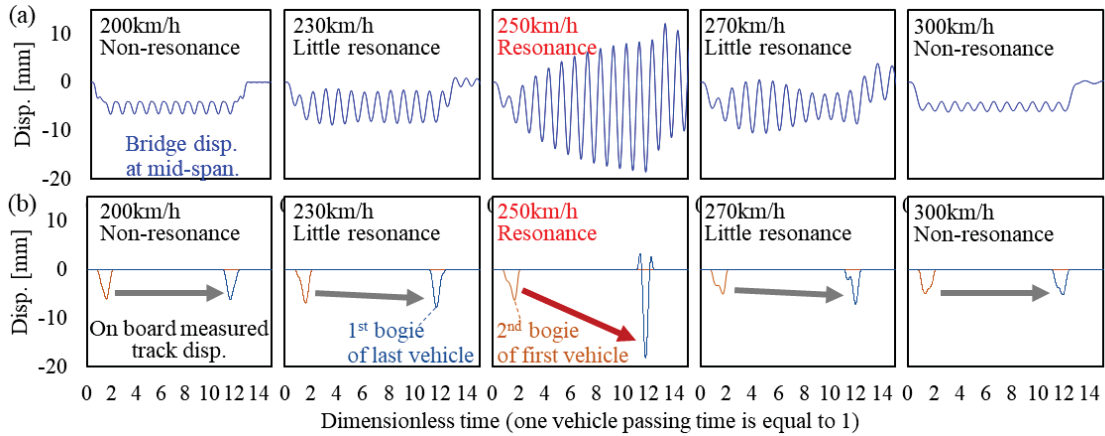 (a)
Disp. [mm]
10
0
-10
-20
200km/h
Non-resonance
Bridge disp.
at mid-span.
230km/h
Little resonance
250km/h
Resonance
270km/h
Little resonance
300km/h
Non-resonance
(b)
Disp. [mm]
10
0
-10
-20
200km/h
Non-resonance
On board measured
track disp.
230km/h
Little resonance
1st bogie
of last vehicle
250km/h
Resonance
2nd bogie
of first vehicle
270km/h
Little resonance
300km/h
Non-resonance
0 2 4 6 8 10 12 14 0 2 4 6 8 10 12 14 0 2 4 6 8 10 12 14 0 2 4 6 8 10 12 14 0 2 4 6 8 10 12 14
Dimensionless time (one vehicle passing time is equal to 1)